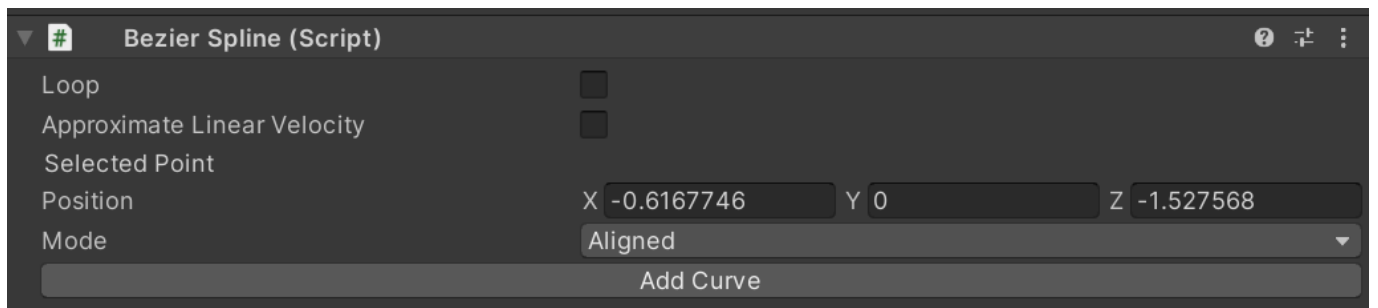 # Bezier Spline (Script)
Loop
Approximate Linear Velocity
Selected Point
Position X -0.6167746 Y 0 Z -1.527568
Mode Aligned
Add Curve